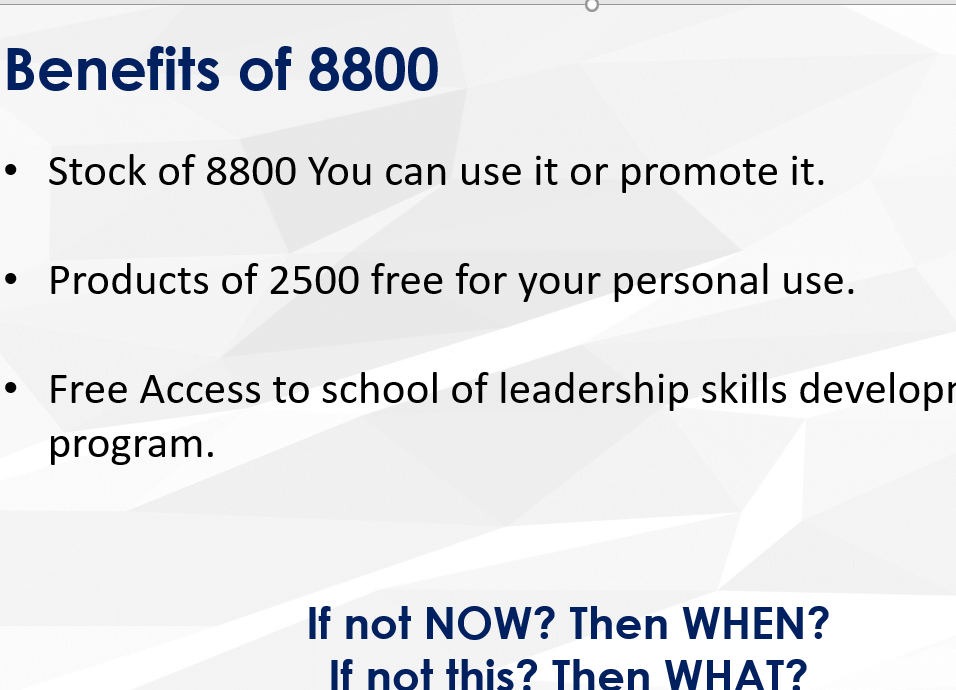 Benefits of 8800
• Stock of 8800 You can use it or promote it.
• Products of 2500 free for your personal use.
• Free Access to school of leadership skills
program.
If not NOW? Then WHEN?
If not this? Then WHAT?